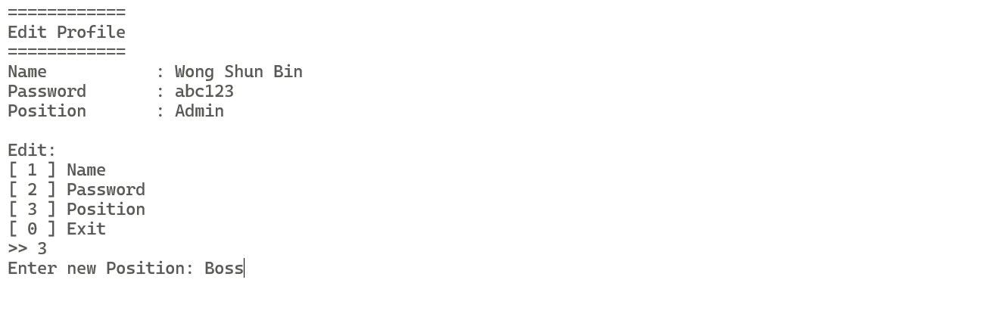 ============
Edit Profile
============
Name           : Wong Shun Bin
Password       : abc123
Position       : Admin

Edit:
[ 1 ] Name
[ 2 ] Password
[ 3 ] Position
[ 0 ] Exit
>> 3
Enter new Position: Boss